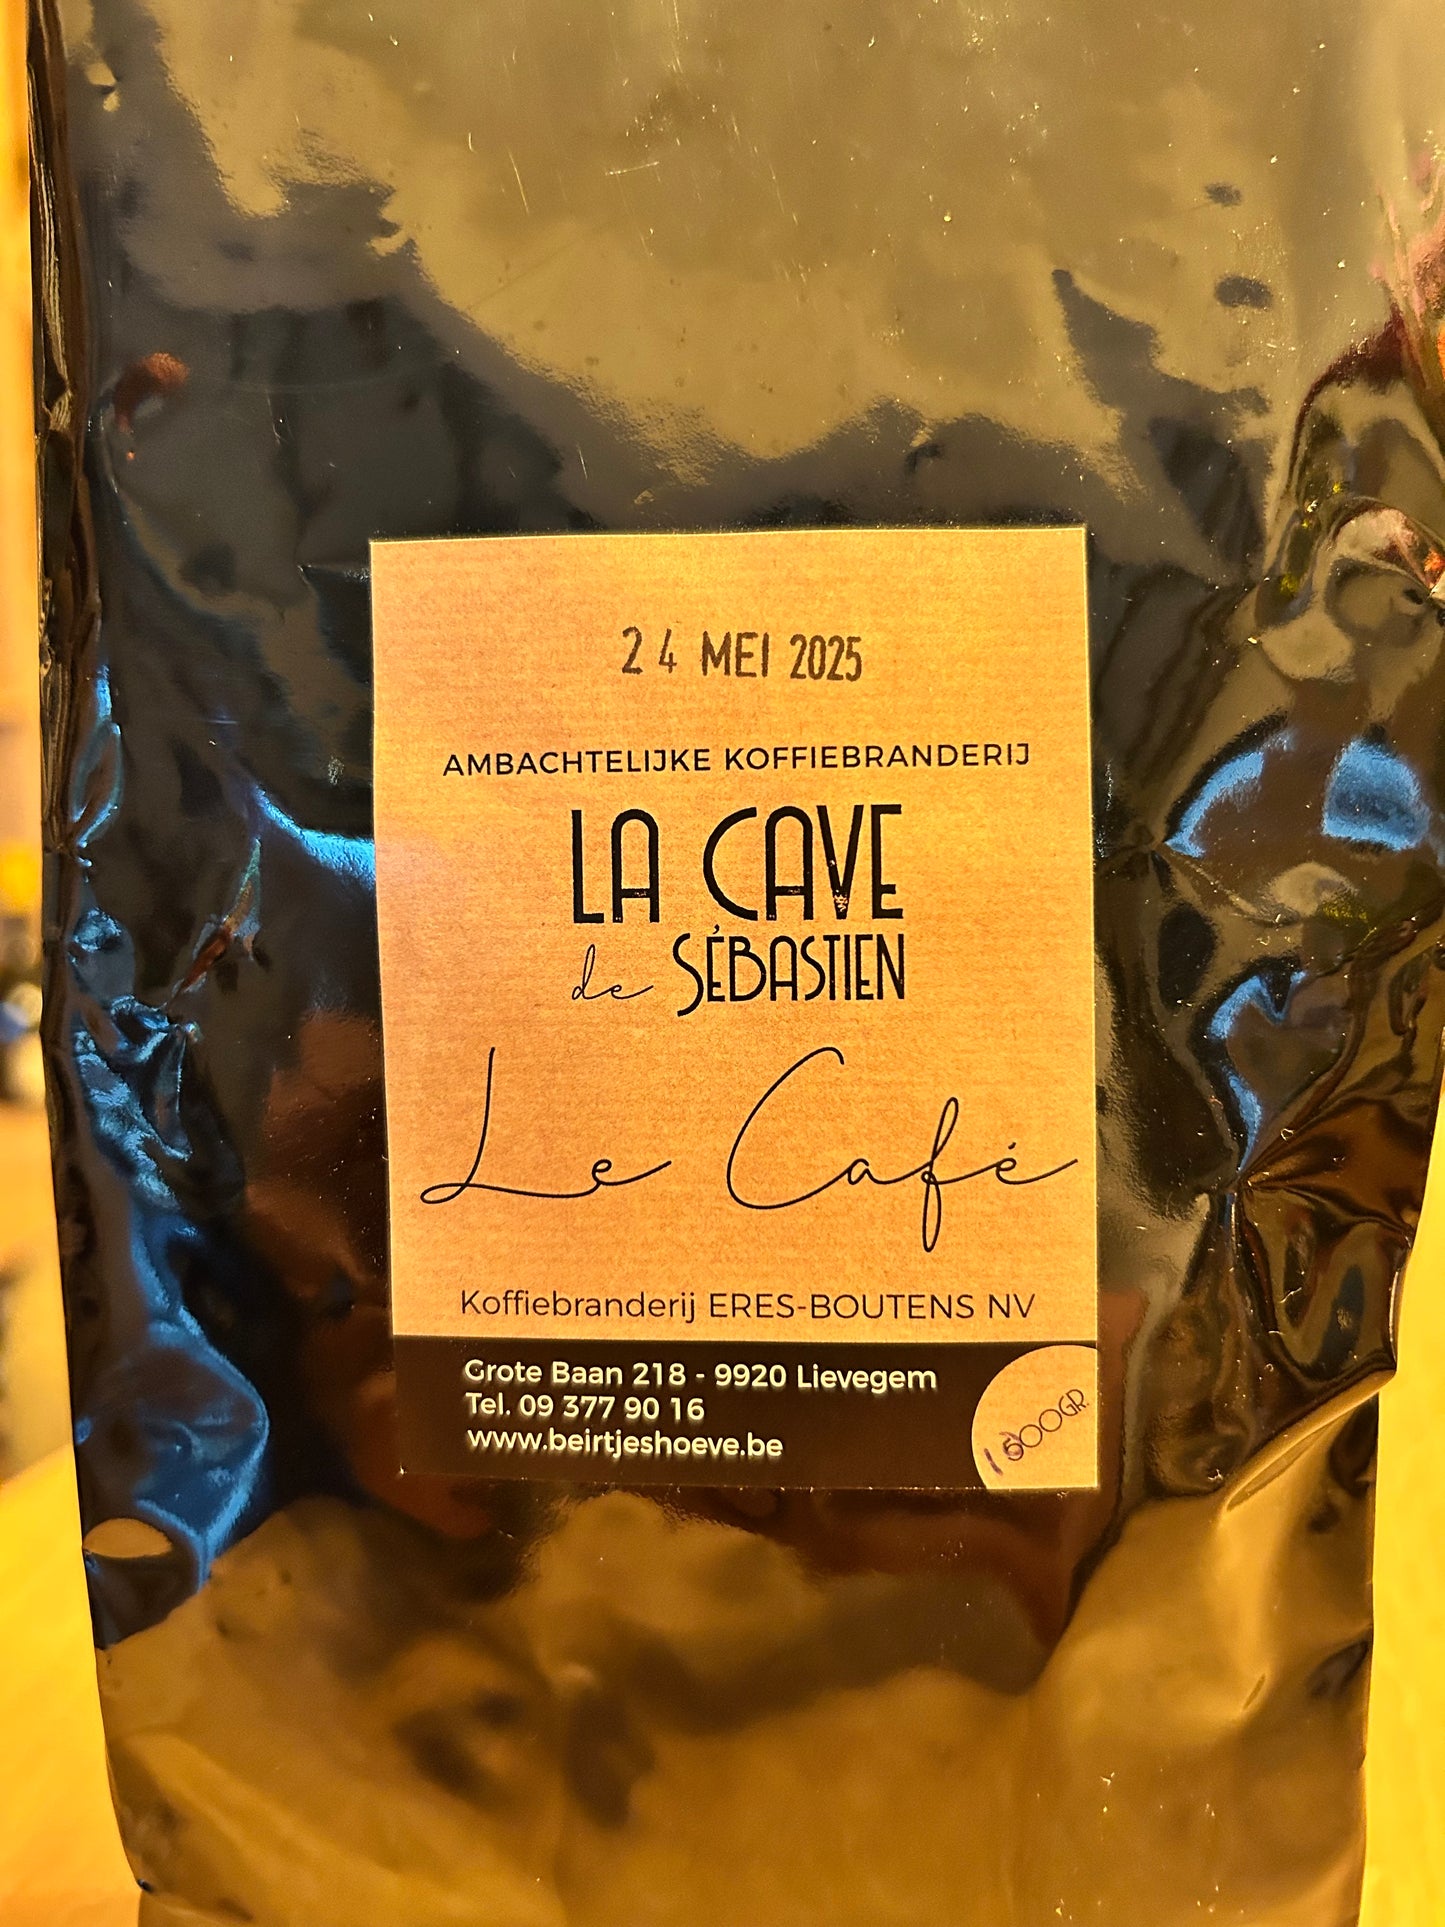 24 MEI 2025
AMBACHTELIJKE KOFFIEBRANDERIJ
LA CAVE
de SÉBASTIEN
Le Café
Koffiebranderij ERES-BOUTENS NV
Grote Baan 218 - 9920 Lievegem
Tel. 09 377 90 16
www.beirtjeshoeve.be